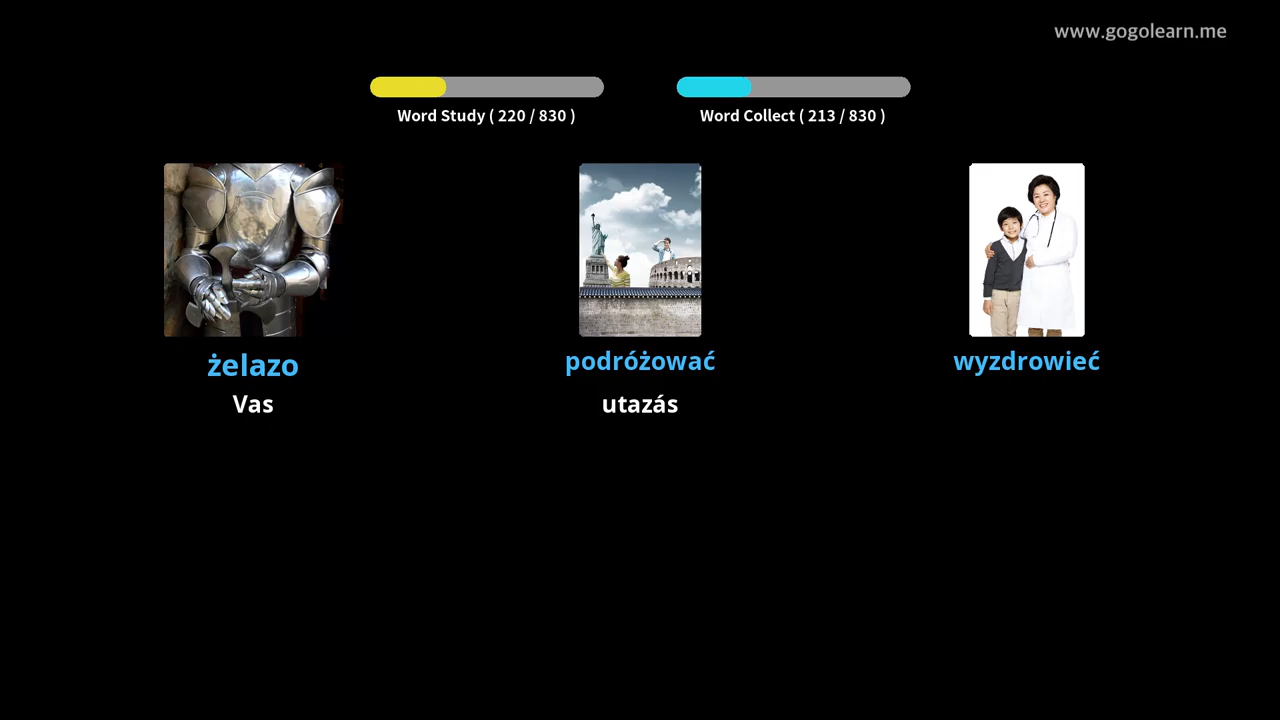 www.gogolearn.me
Word Study ( 220 / 830 )
Word Collect ( 213 / 830 )
żelazo
podróżować
wyzdrowieć
Vas
utazás